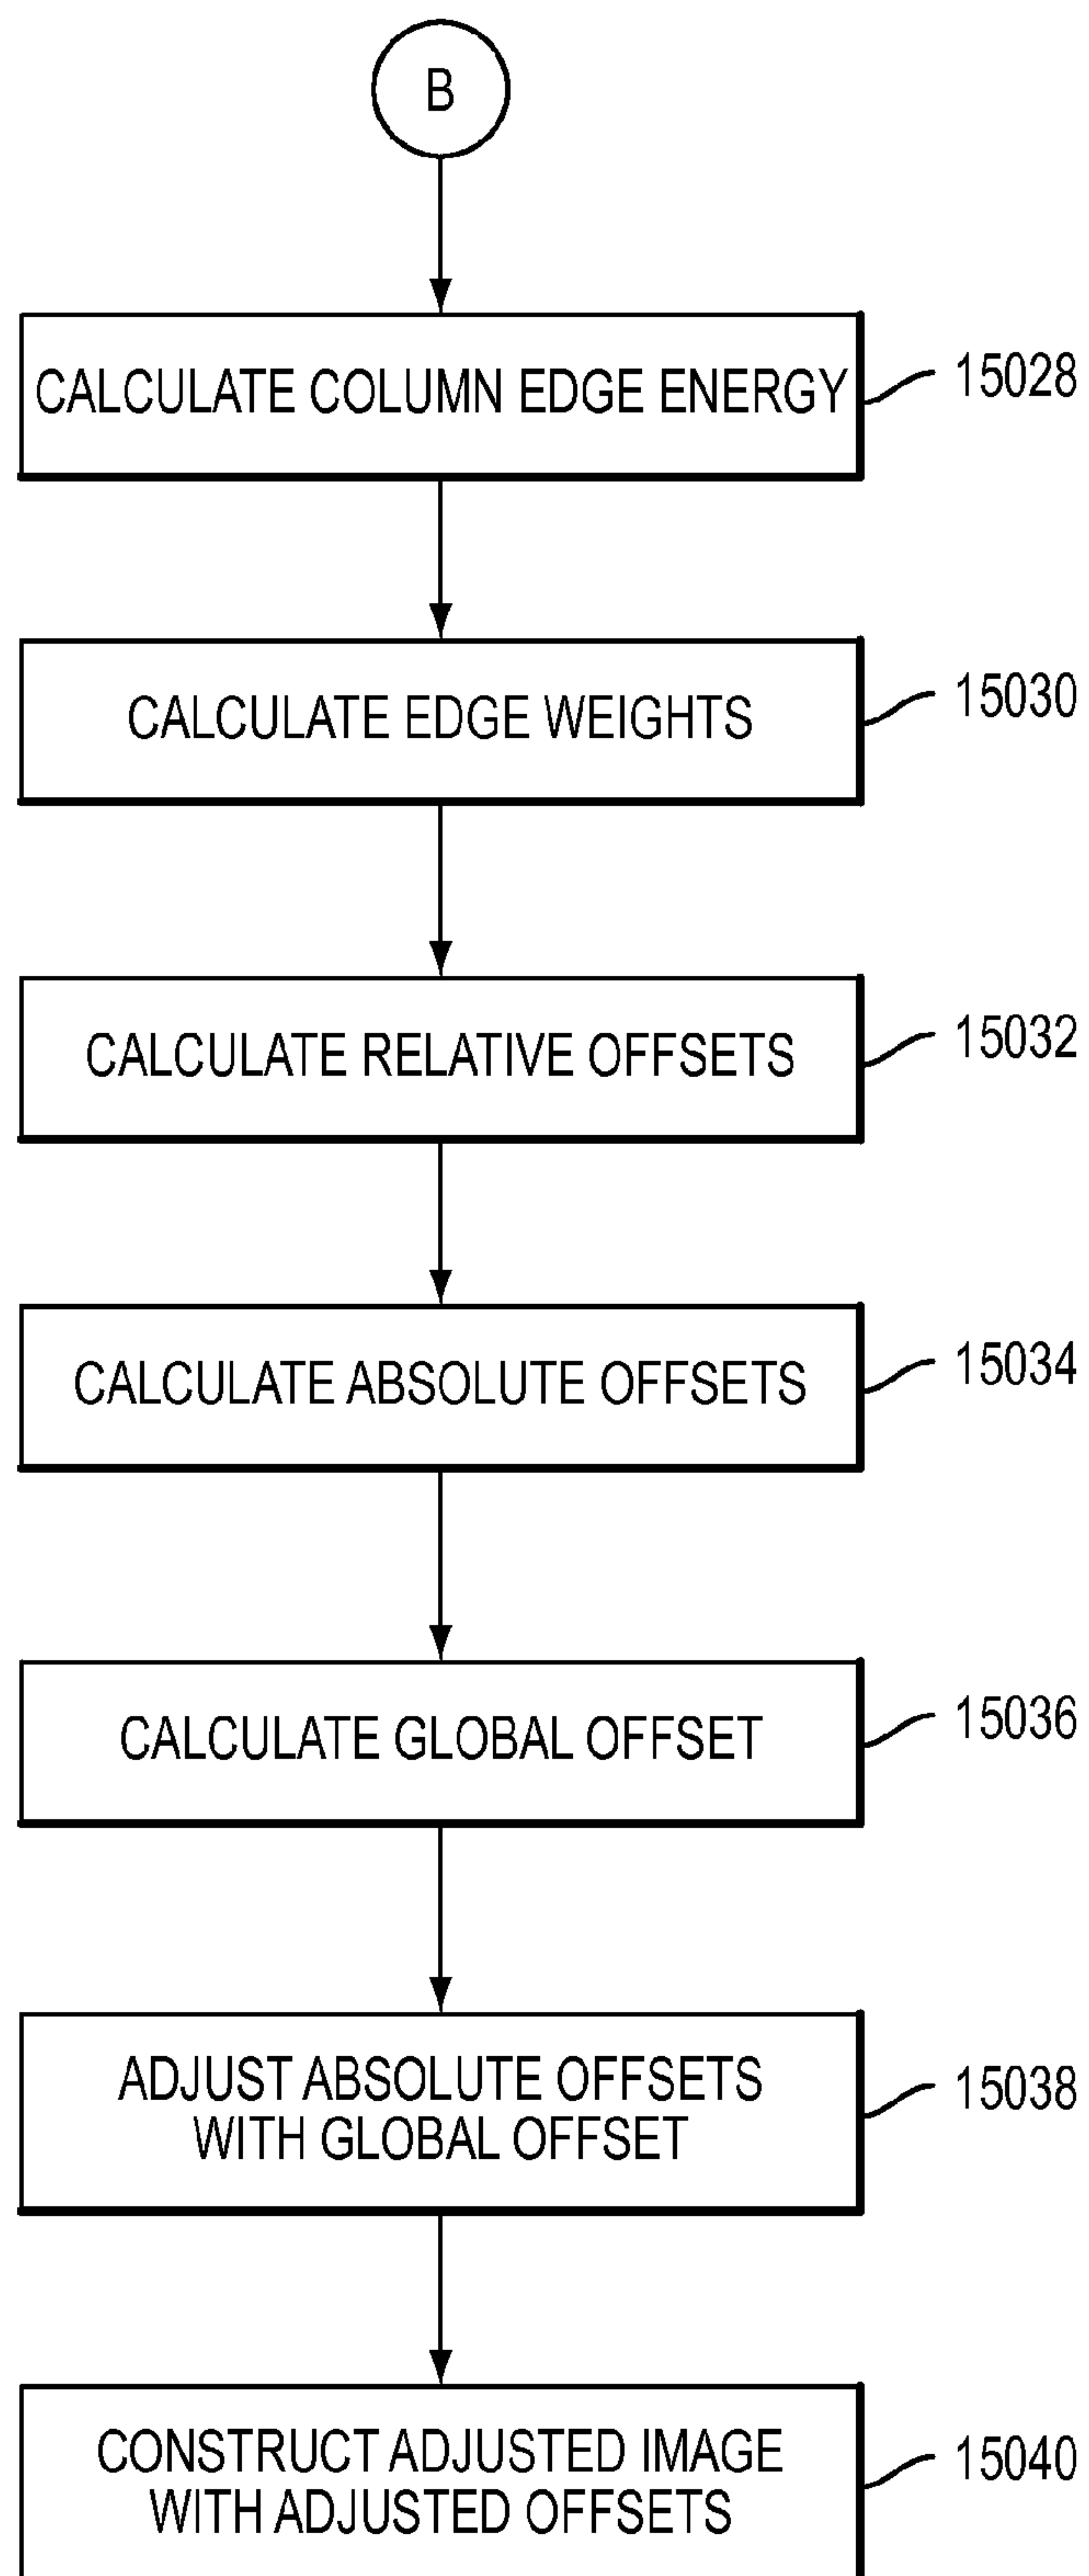 B
CALCULATE COLUMN EDGE ENERGY
15028
CALCULATE EDGE WEIGHTS
15030
CALCULATE RELATIVE OFFSETS
15032
CALCULATE ABSOLUTE OFFSETS
15034
CALCULATE GLOBAL OFFSET
15036
ADJUST ABSOLUTE OFFSETS
WITH GLOBAL OFFSET
15038
CONSTRUCT ADJUSTED IMAGE
WITH ADJUSTED OFFSETS
15040